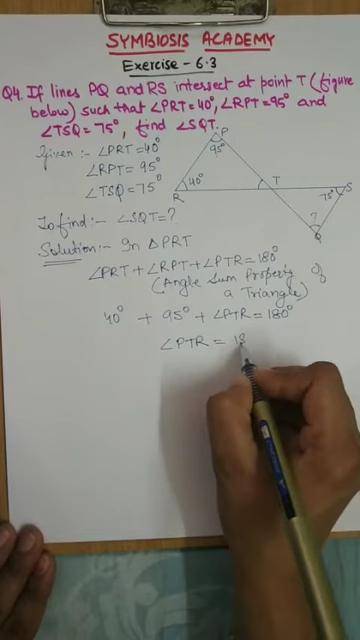 SYMBIOSIS ACADEMY
Exercise - 6.3
Q4. If lines PQ and RS intersect at point T (figure
below) such that ∠PRT = 40°, ∠RPT = 95° and
∠TSQ = 75°, find ∠SQT.
Given :- ∠PRT = 40°
∠RPT = 95°
∠TSQ = 75°
P
95°
40°
R
T
S
75°
?
Q
To find :- ∠SQT = ?
Solution :- In △PRT
∠PRT + ∠RPT + ∠PTR = 180°
(Angle Sum Property of
a Triangle)
40° + 95° + ∠PTR = 180°
∠PTR = 18